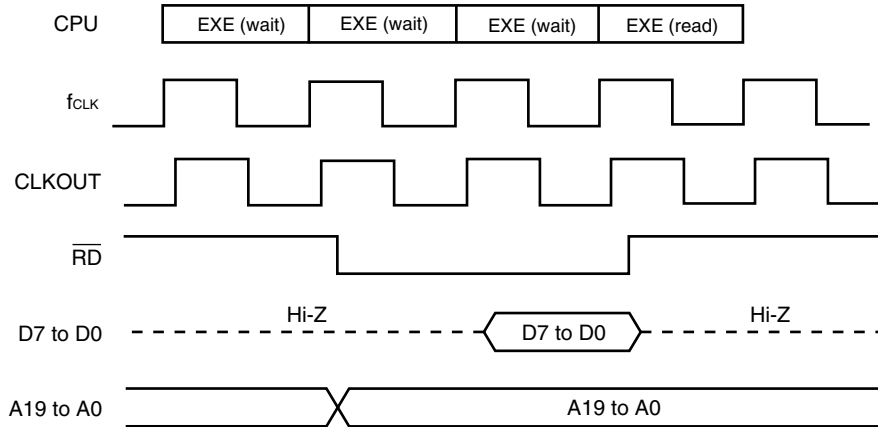 CPU EXE (wait) EXE (wait) EXE (wait) EXE (read)
fCLK
CLKOUT
RD
D7 to D0 Hi-Z D7 to D0 Hi-Z
A19 to A0 A19 to A0